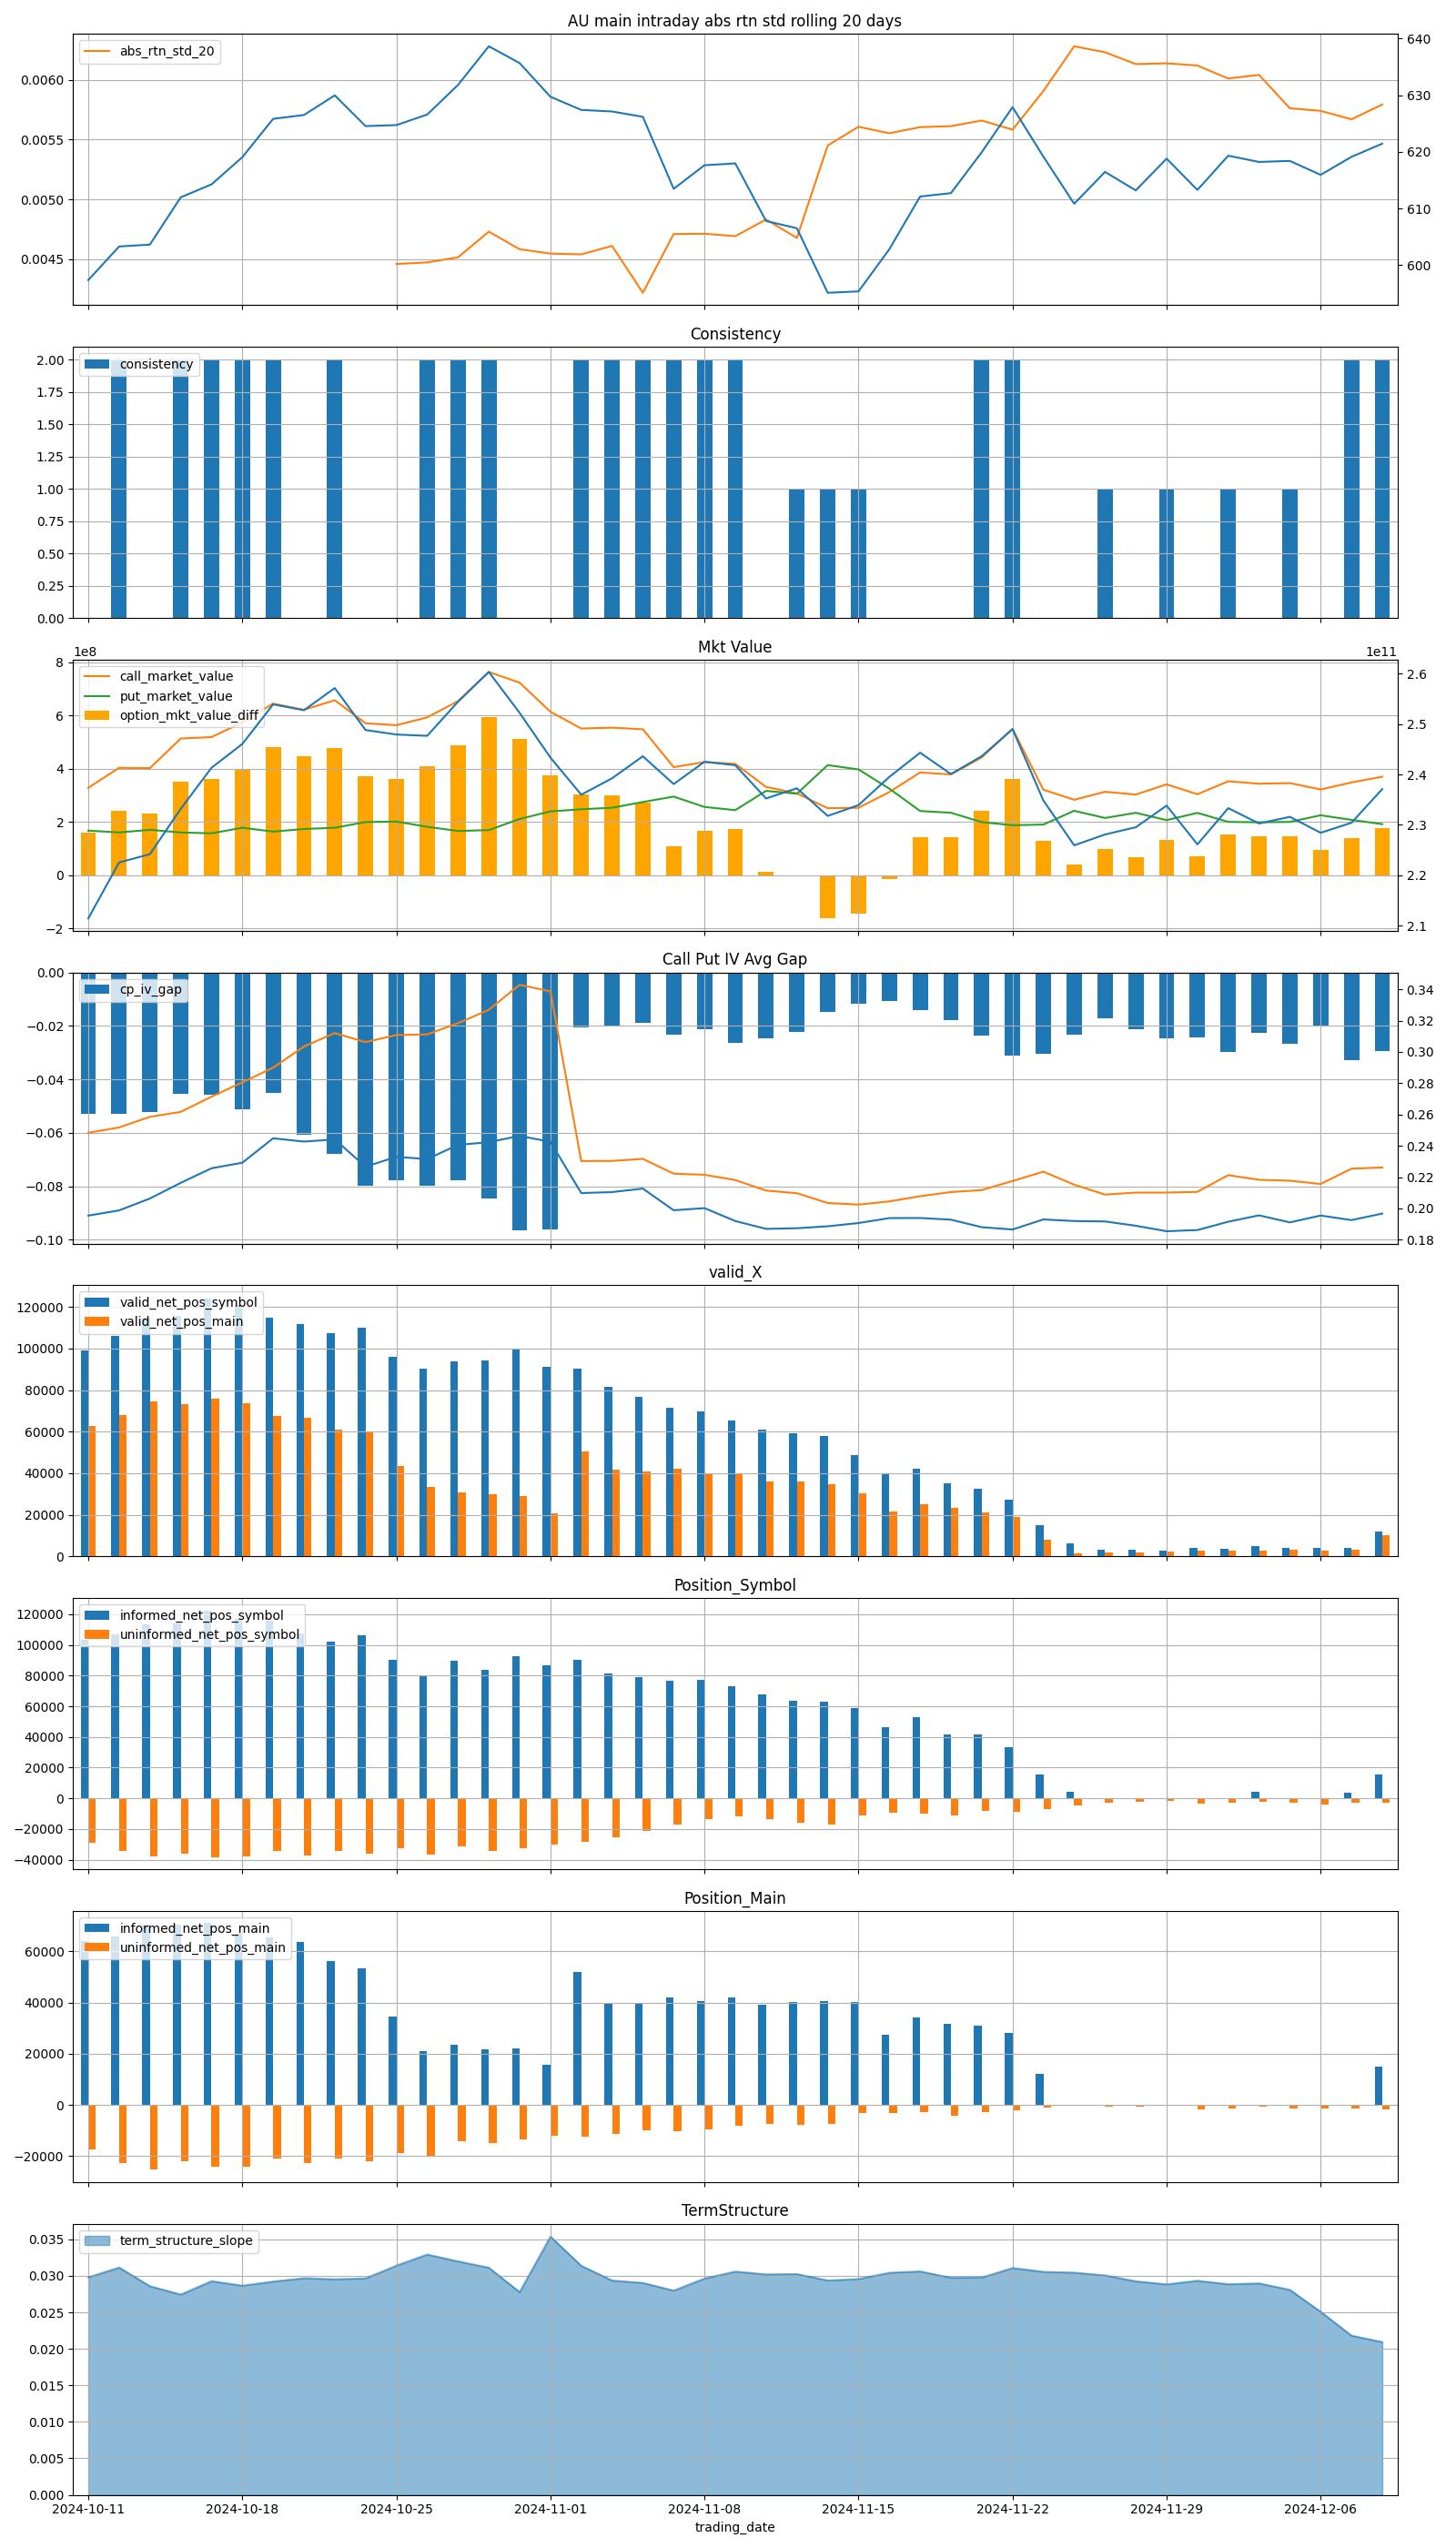 AU main intraday abs rtn std rolling 20 days
abs_rtn_std_20
0.0060
0.0055
0.0050
0.0045
640
630
620
610
600
Consistency
consistency
2.00
1.75
1.50
1.25
1.00
0.75
0.50
0.25
0.00
Mkt Value
1e8
1e11
call_market_value
put_market_value
option_mkt_value_diff
8
6
4
2
0
−2
2.6
2.5
2.4
2.3
2.2
2.1
Call Put IV Avg Gap
cp_iv_gap
0.00
−0.02
−0.04
−0.06
−0.08
−0.10
0.34
0.32
0.30
0.28
0.26
0.24
0.22
0.20
0.18
valid_X
valid_net_pos_symbol
valid_net_pos_main
120000
100000
80000
60000
40000
20000
0
Position_Symbol
informed_net_pos_symbol
uninformed_net_pos_symbol
120000
100000
80000
60000
40000
20000
0
−20000
−40000
Position_Main
informed_net_pos_main
uninformed_net_pos_main
60000
40000
20000
0
−20000
TermStructure
term_structure_slope
0.035
0.030
0.025
0.020
0.015
0.010
0.005
0.000
2024-10-11 2024-10-18 2024-10-25 2024-11-01 2024-11-08 2024-11-15 2024-11-22 2024-11-29 2024-12-06
trading_date